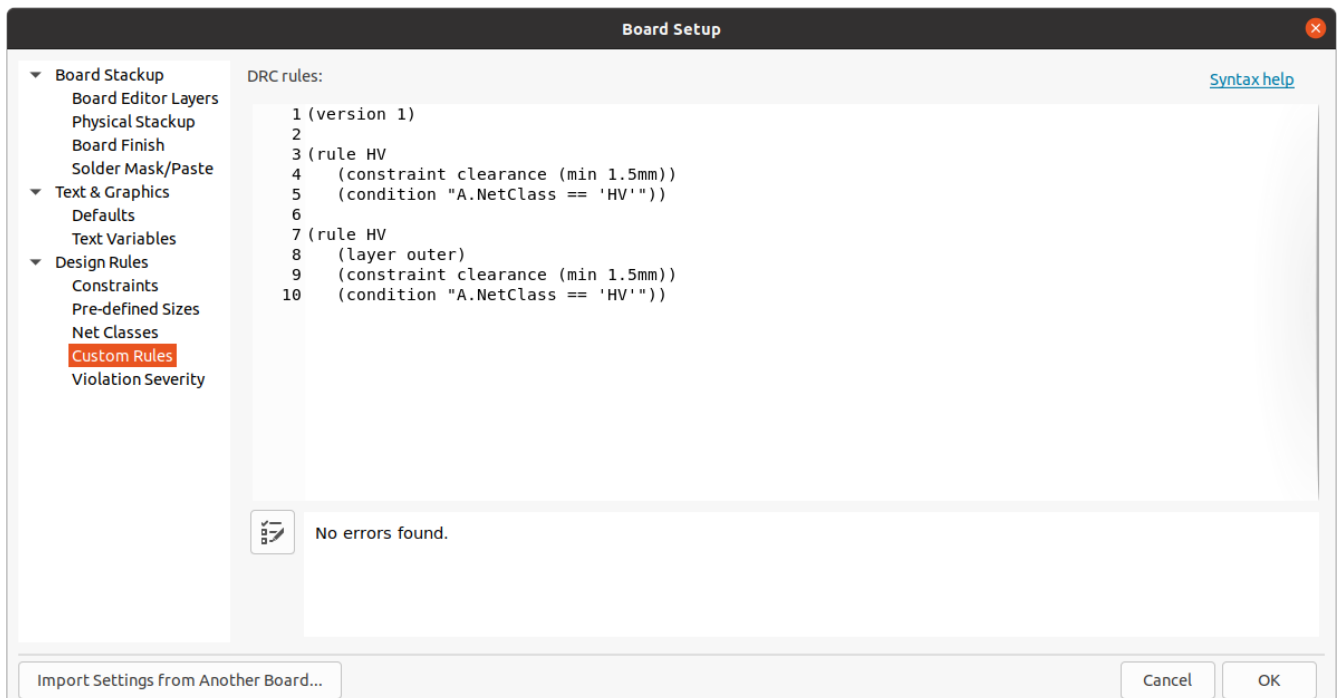 Board Setup
Board Stackup
Board Editor Layers
Physical Stackup
Board Finish
Solder Mask/Paste
Text & Graphics
Defaults
Text Variables
Design Rules
Constraints
Pre-defined Sizes
Net Classes
Custom Rules
Violation Severity
DRC rules:
Syntax help
1 (version 1)
2
3 (rule HV
4    (constraint clearance (min 1.5mm))
5    (condition "A.NetClass == 'HV'"))
6
7 (rule HV
8    (layer outer)
9    (constraint clearance (min 1.5mm))
10    (condition "A.NetClass == 'HV'"))
No errors found.
Import Settings from Another Board...
Cancel
OK